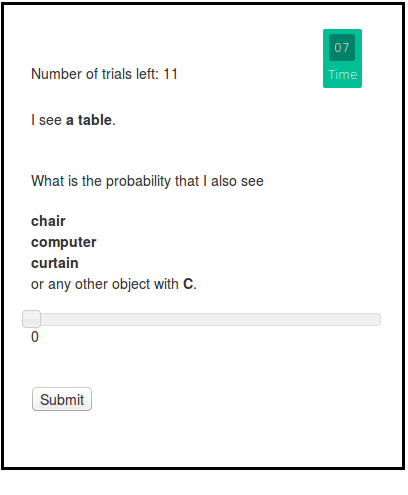 07
Time
Number of trials left: 11
I see a table.
What is the probability that I also see
chair
computer
curtain
or any other object with C.
0
Submit